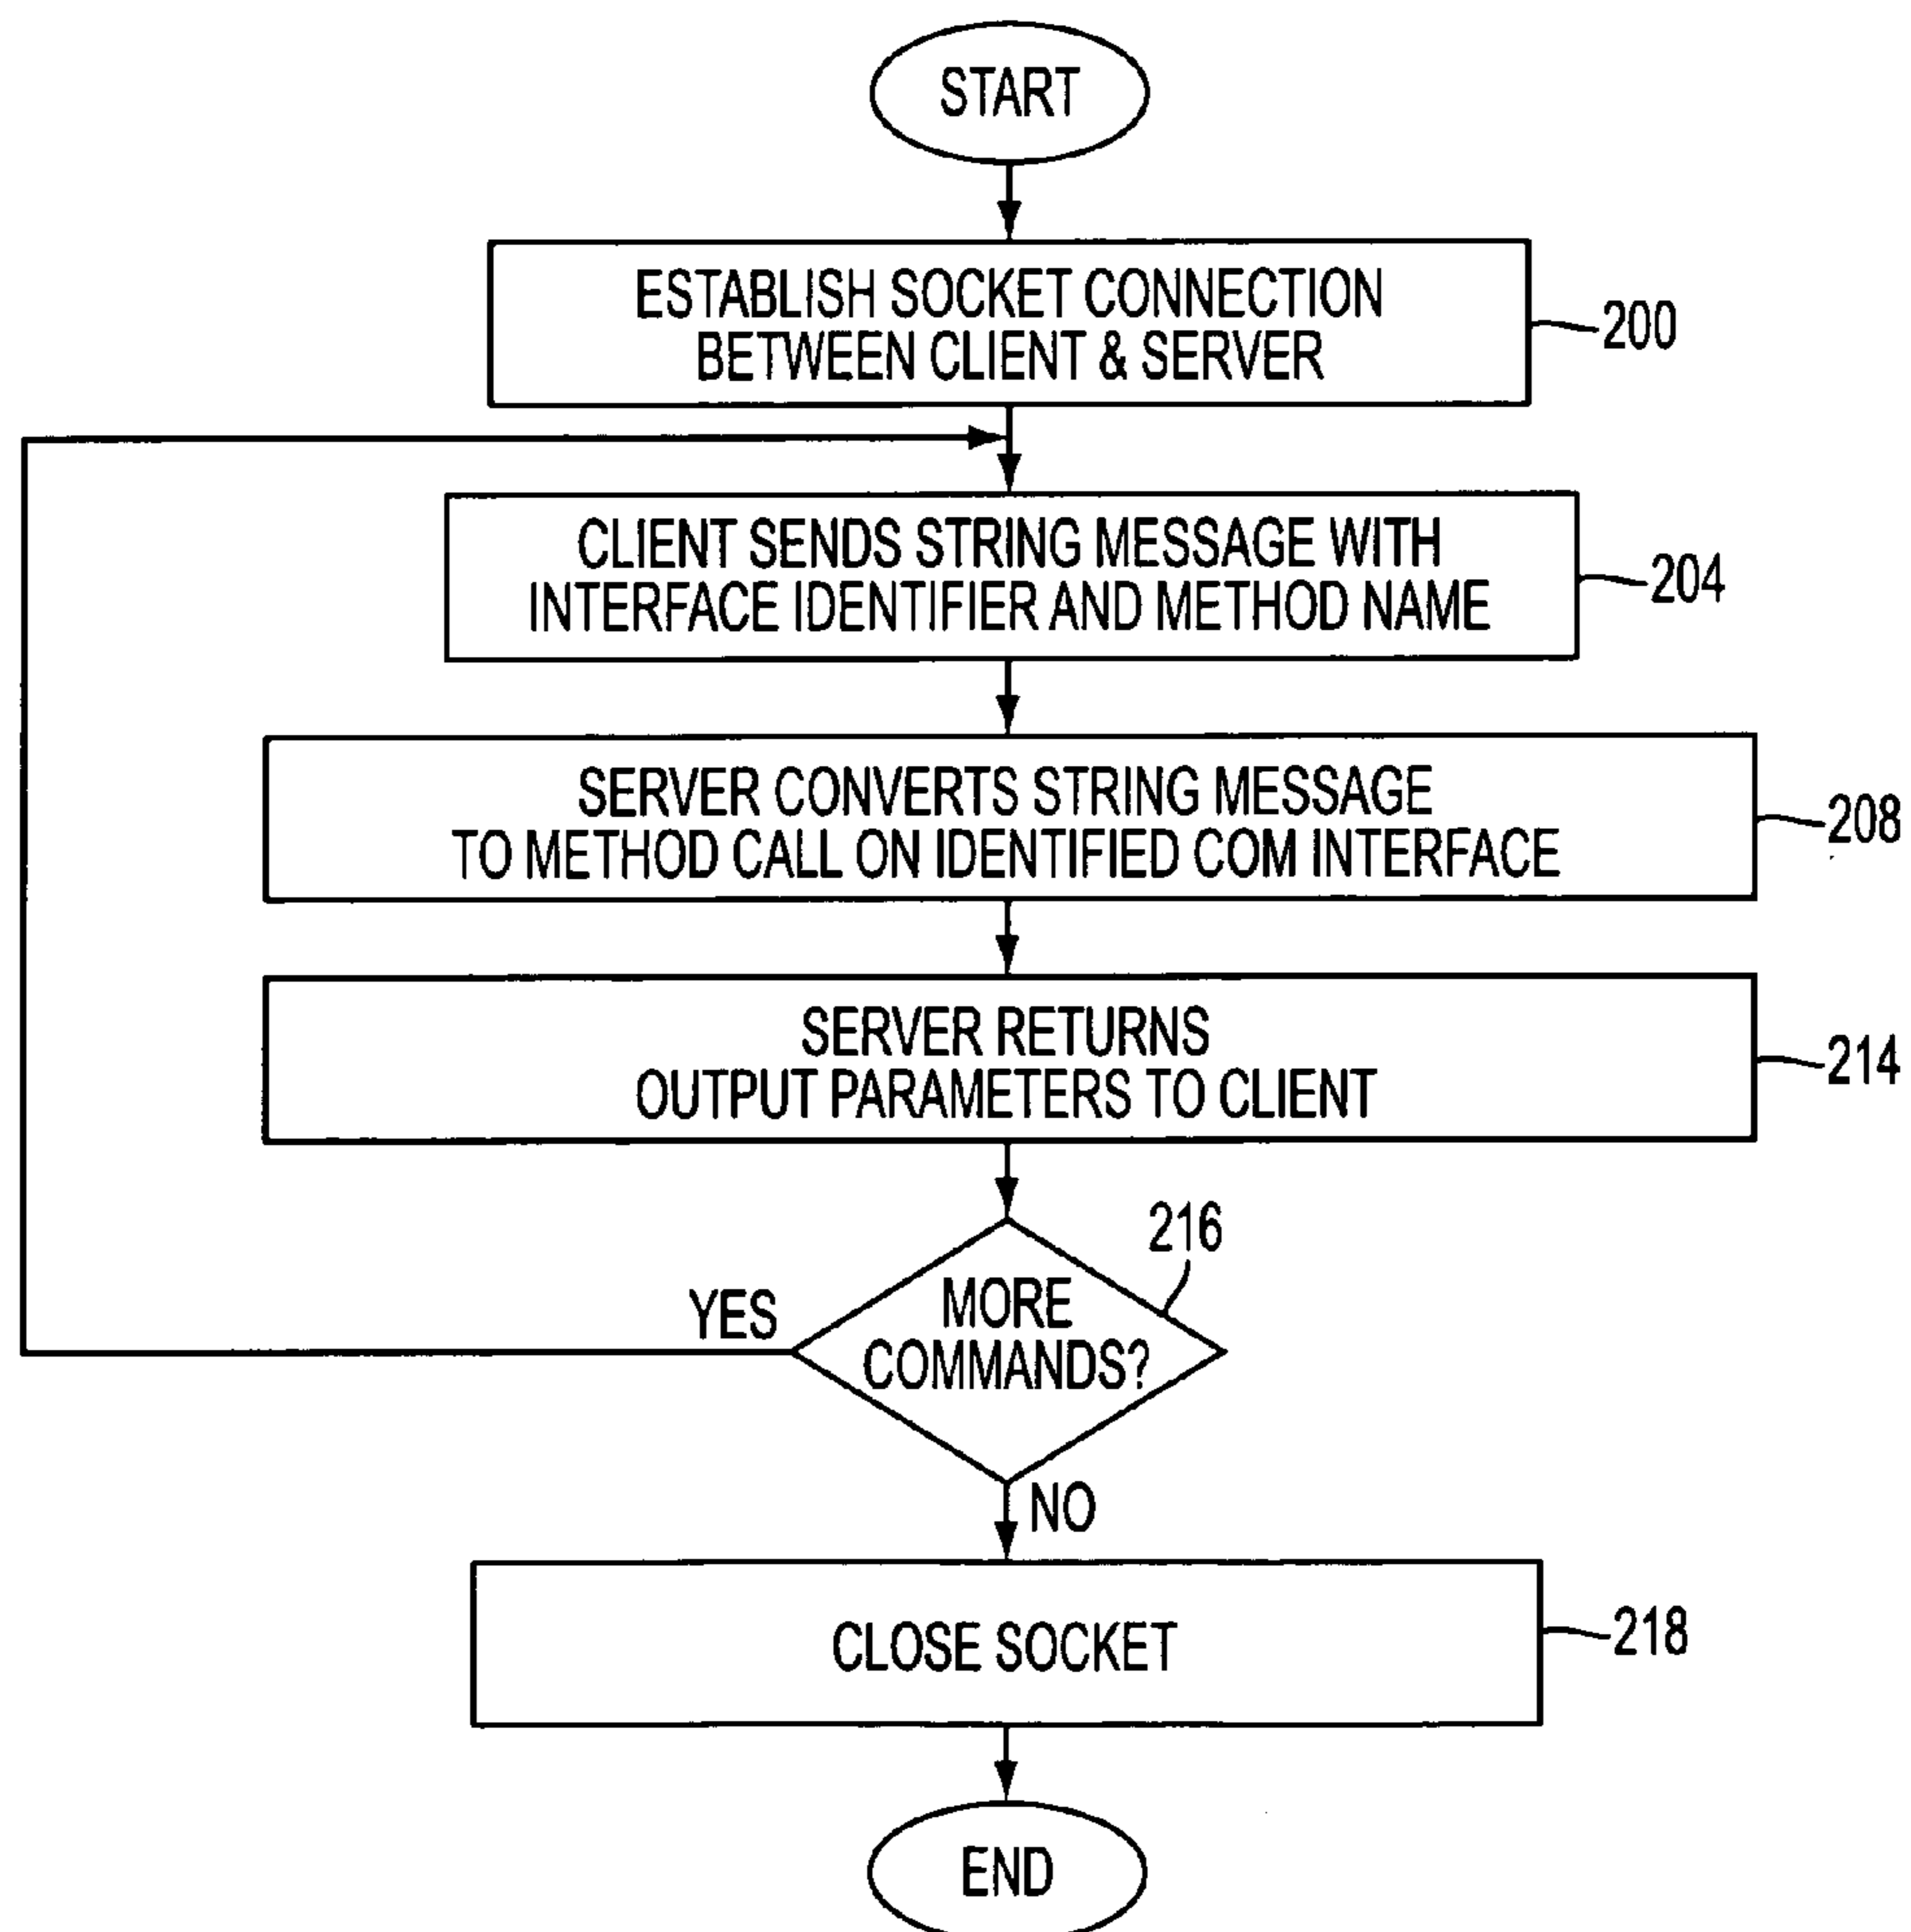 START
ESTABLISH SOCKET CONNECTION
BETWEEN CLIENT & SERVER
200
CLIENT SENDS STRING MESSAGE WITH
INTERFACE IDENTIFIER AND METHOD NAME
204
SERVER CONVERTS STRING MESSAGE
TO METHOD CALL ON IDENTIFIED COM INTERFACE
208
SERVER RETURNS
OUTPUT PARAMETERS TO CLIENT
214
216
YES
MORE
COMMANDS?
NO
CLOSE SOCKET
218
END